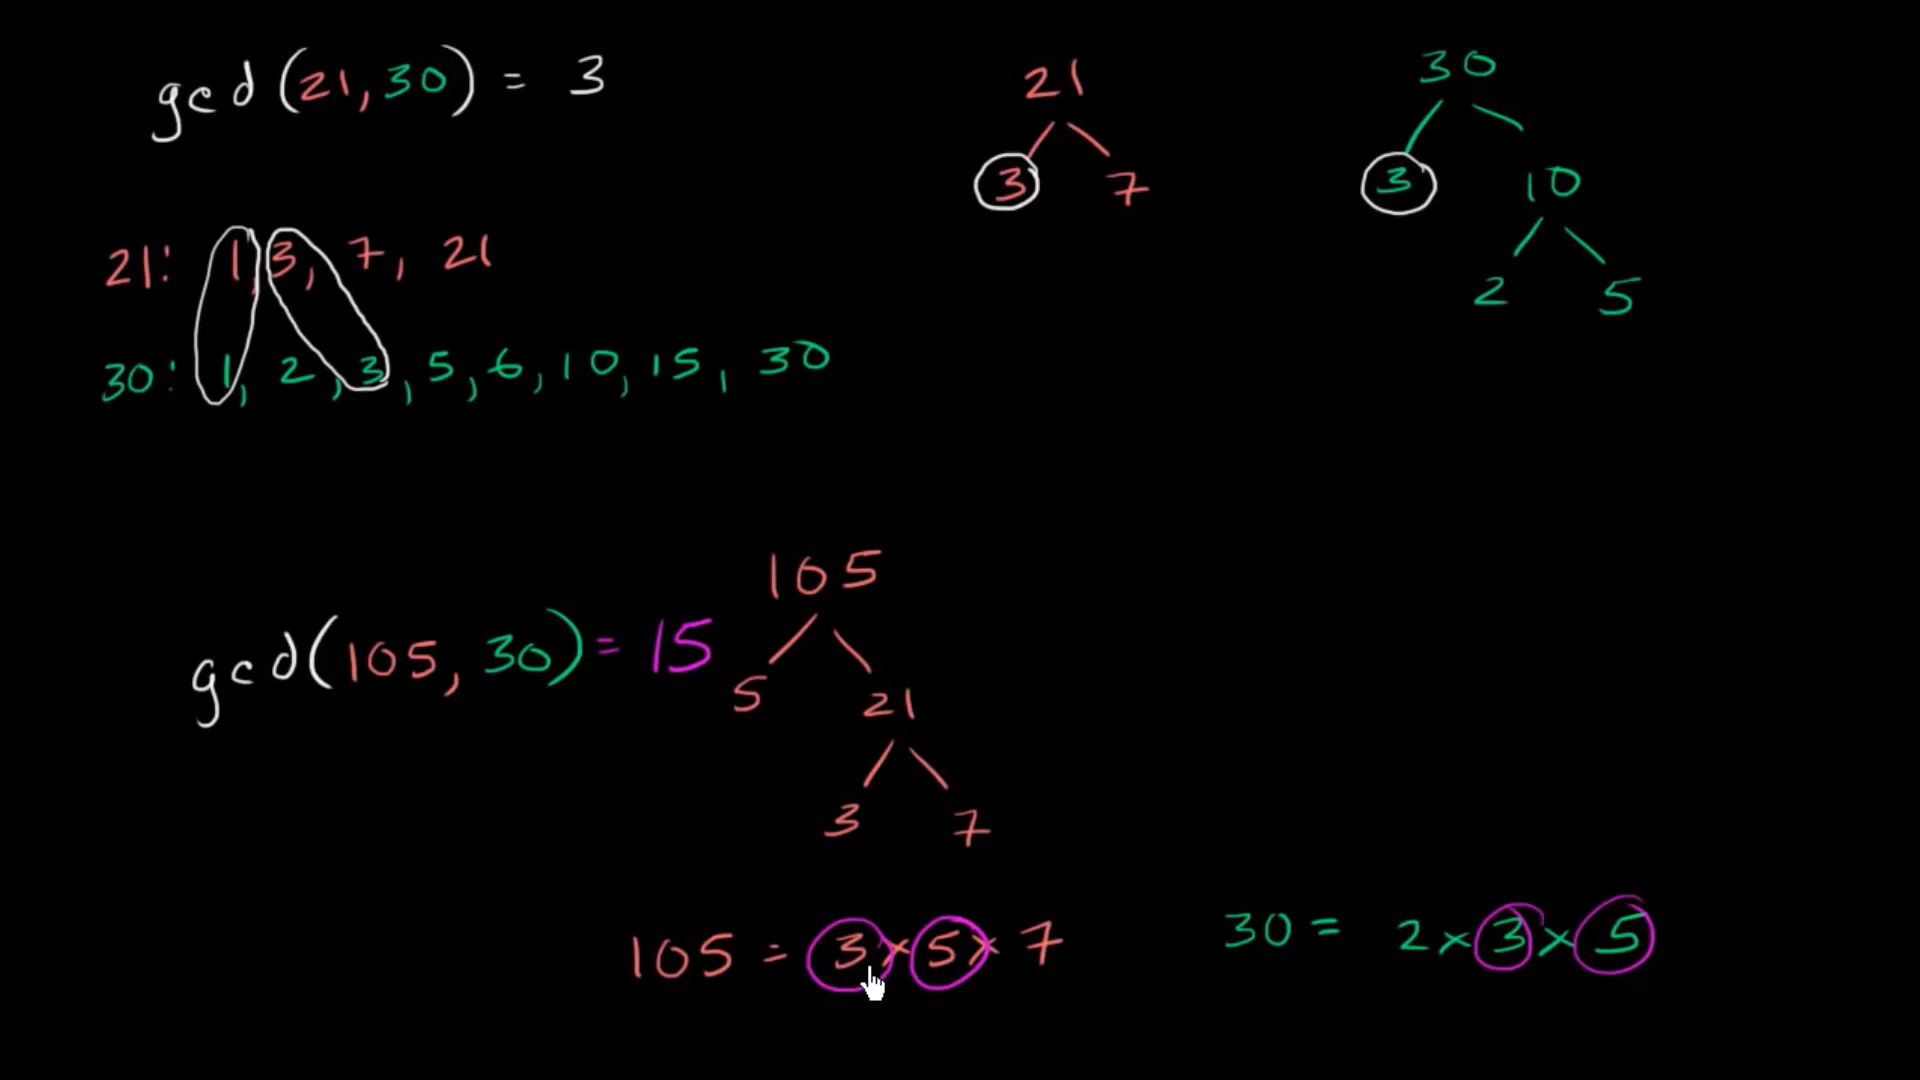 gcd (21, 30) = 3
21
3 7
30
3 10
2 5
21: 1, 3, 7, 21
30: 1, 2, 3, 5, 6, 10, 15, 30
gcd(105, 30) = 15
105
5 21
3 7
105 = 3 x 5 x 7
30 = 2 x 3 x 5